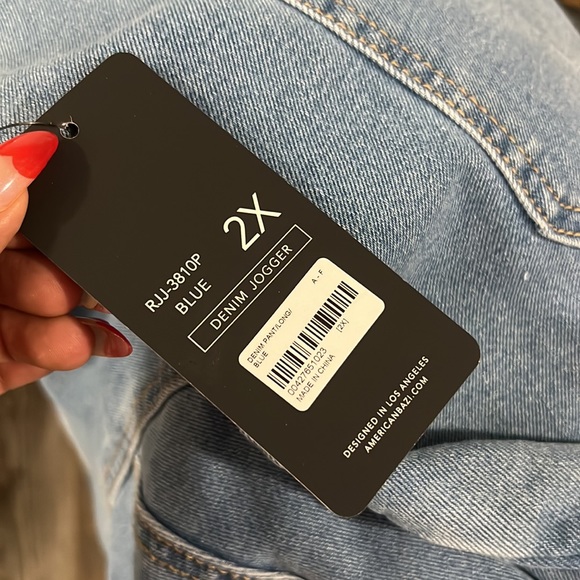 RJJ-3810P
2X
BLUE
DENIM JOGGER
DENIM PANT/LONG/
A - F
BLUE
00427851023
[2X]
MADE IN CHINA
DESIGNED IN LOS ANGELES
AMERICANBAZI.COM